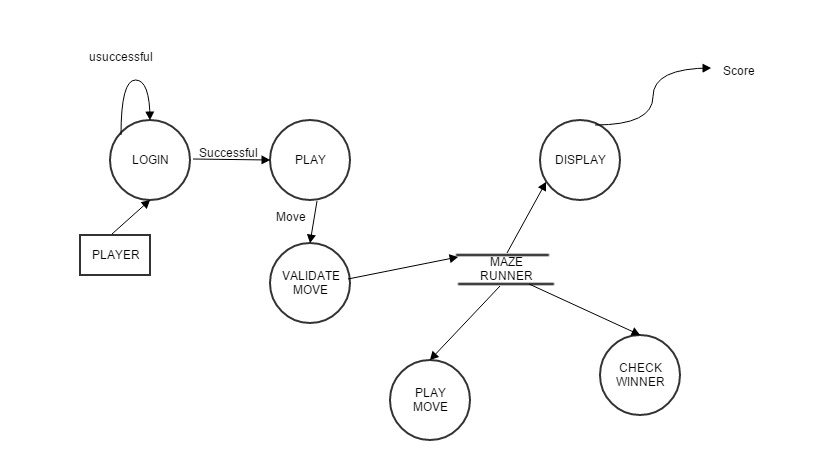 usuccessful
Score
LOGIN
Successful
PLAY
DISPLAY
Move
PLAYER
VALIDATE
MOVE
MAZE
RUNNER
PLAY
MOVE
CHECK
WINNER